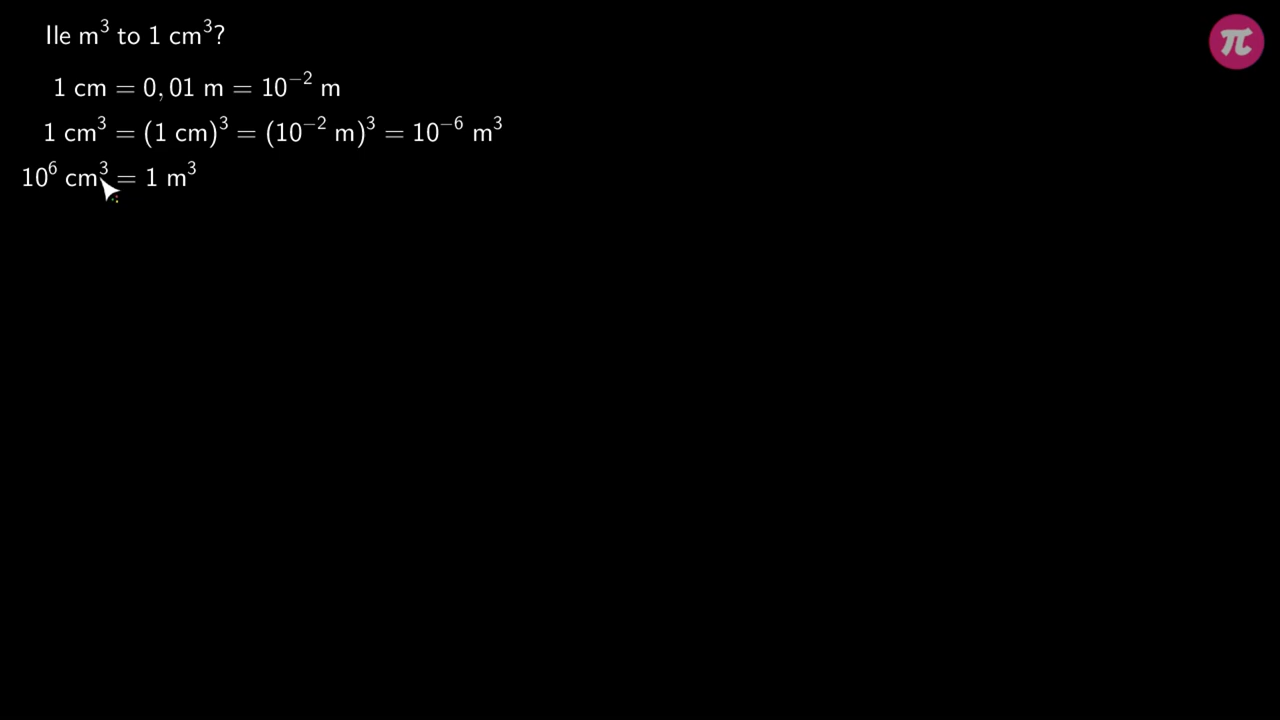 Ile m³ to 1 cm³?
1 cm = 0,01 m = 10⁻² m
1 cm³ = (1 cm)³ = (10⁻² m)³ = 10⁻⁶ m³
10⁶ cm³ = 1 m³
π